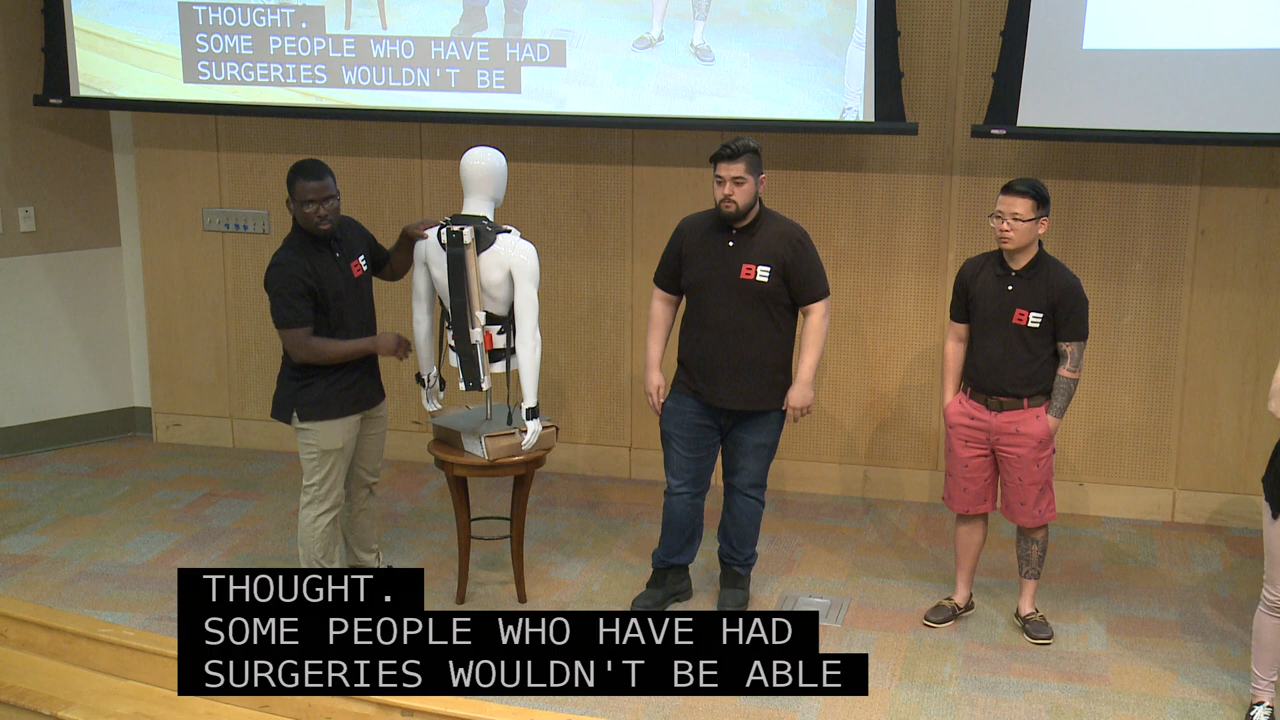 THOUGHT.
SOME PEOPLE WHO HAVE HAD
SURGERIES WOULDN'T BE
BE
BE
BE
THOUGHT.
SOME PEOPLE WHO HAVE HAD
SURGERIES WOULDN'T BE ABLE